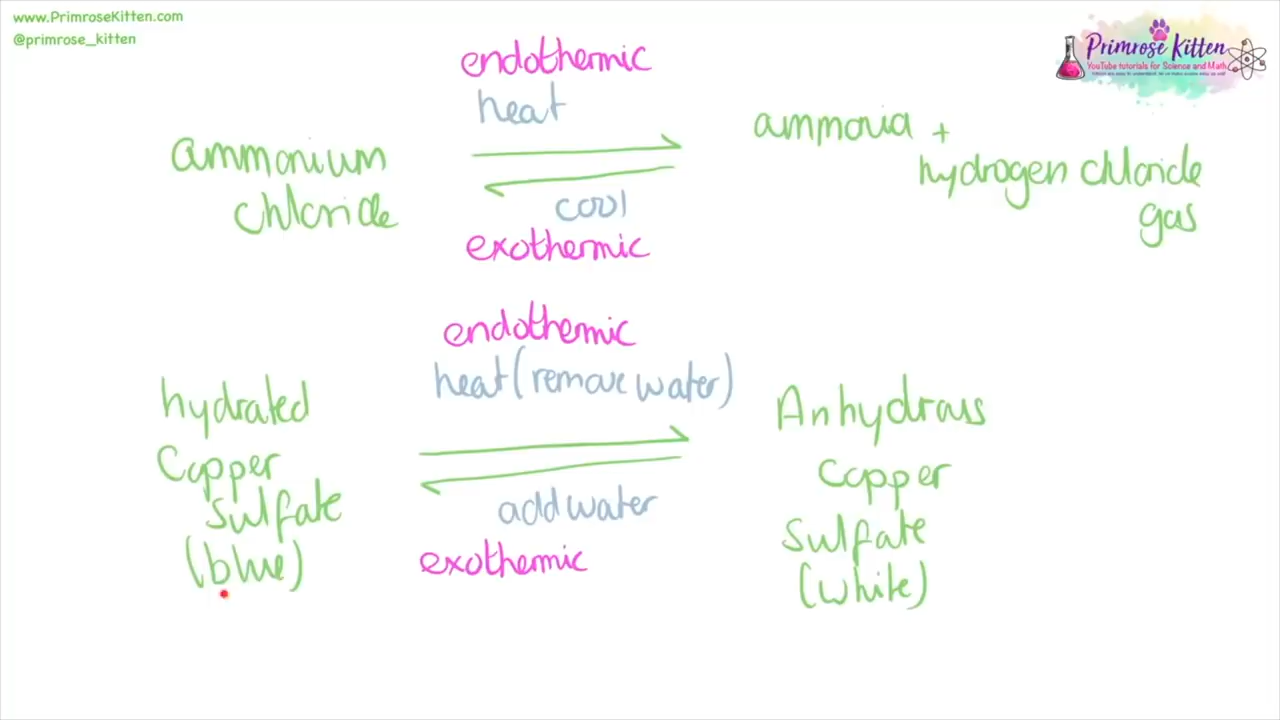 www.PrimroseKitten.com
@primrose_kitten
Primrose Kitten
YouTube tutorials for Science and Math
endothermic
heat
ammonium
chloride
ammonia +
hydrogen chloride
gas
cool
exothermic
endothermic
heat (remove water)
hydrated
Copper
sulfate
(blue)
Anhydrous
copper
sulfate
(white)
add water
exothermic